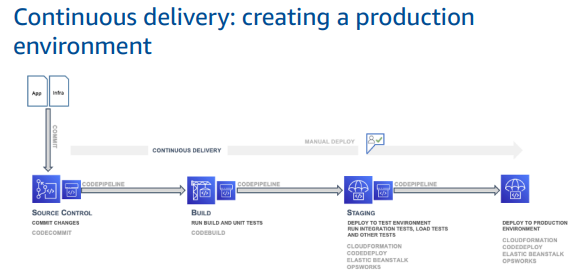 Continuous delivery: creating a production
environment
App
Infra
COMMIT
MANUAL DEPLOY
CONTINUOUS DELIVERY
CODEPIPELINE
CODEPIPELINE
CODEPIPELINE
SOURCE CONTROL
COMMIT CHANGES
CODECOMMIT
BUILD
RUN BUILD AND UNIT TESTS
CODEBUILD
STAGING
DEPLOY TO TEST ENVIRONMENT
RUN INTEGRATION TESTS, LOAD TESTS
AND OTHER TESTS
CLOUDFORMATION
CODEDEPLOY
ELASTIC BEANSTALK
OPSWORKS
DEPLOY TO PRODUCTION
ENVIRONMENT
CLOUDFORMATION
CODEDEPLOY
ELASTIC BEANSTALK
OPSWORKS